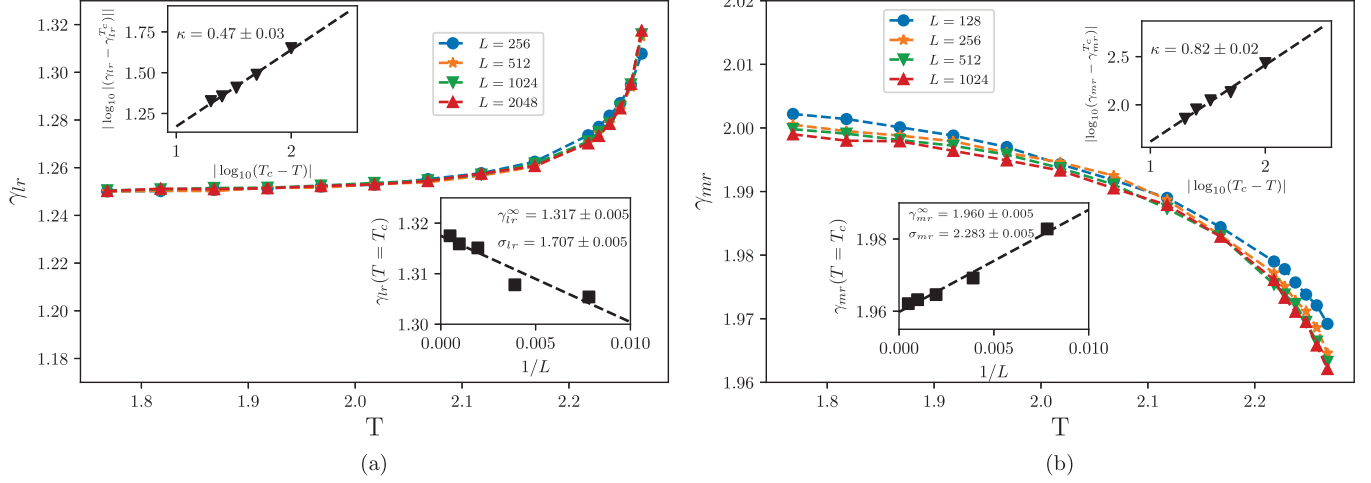 1.32
1.30
1.28
1.26
1.24
1.22
1.20
1.18
γ_lr
1.8
1.9
2.0
2.1
2.2
T
(a)
1.75
1.50
1.25
| log₁₀ |(γ_lr − γ_lr^{T_c})||
κ = 0.47 ± 0.03
1
2
| log₁₀(T_c − T)|
L = 256
L = 512
L = 1024
L = 2048
γ_lr^∞ = 1.317 ± 0.005
σ_lr = 1.707 ± 0.005
1.32
1.31
1.30
γ_lr(T = T_c)
0.000
0.005
0.010
1/L
2.02
2.01
2.00
1.99
1.98
1.97
1.96
γ_mr
1.8
1.9
2.0
2.1
2.2
T
(b)
L = 128
L = 256
L = 512
L = 1024
2.5
2.0
|log₁₀(γ_mr − γ_mr^{T_c})|
κ = 0.82 ± 0.02
1
2
| log₁₀(T_c − T)|
γ_mr^∞ = 1.960 ± 0.005
σ_mr = 2.283 ± 0.005
1.98
1.96
γ_mr(T = T_c)
0.000
0.005
0.010
1/L